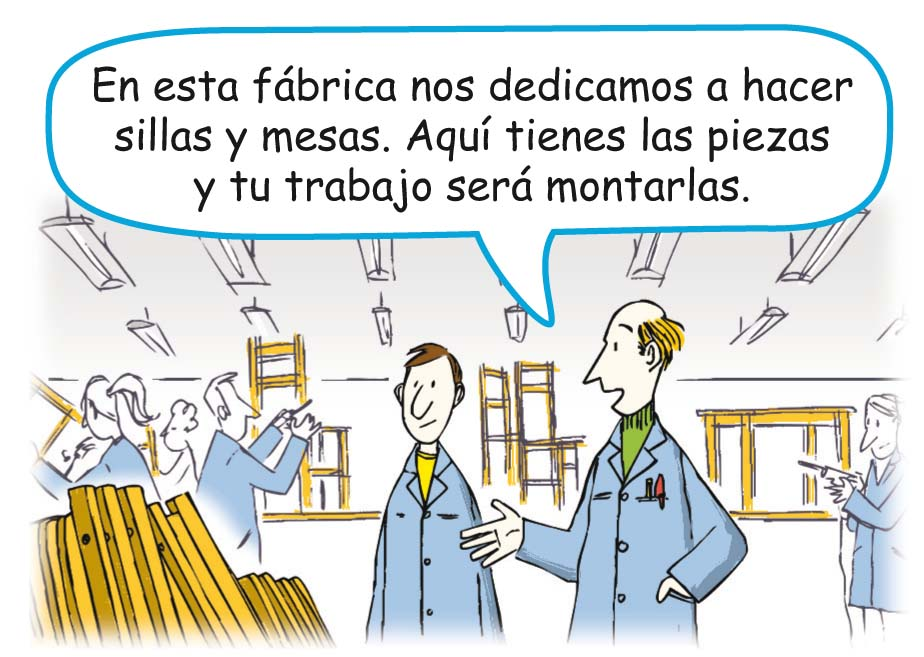 En esta fábrica nos dedicamos a hacer
sillas y mesas. Aquí tienes las piezas
y tu trabajo será montarlas.